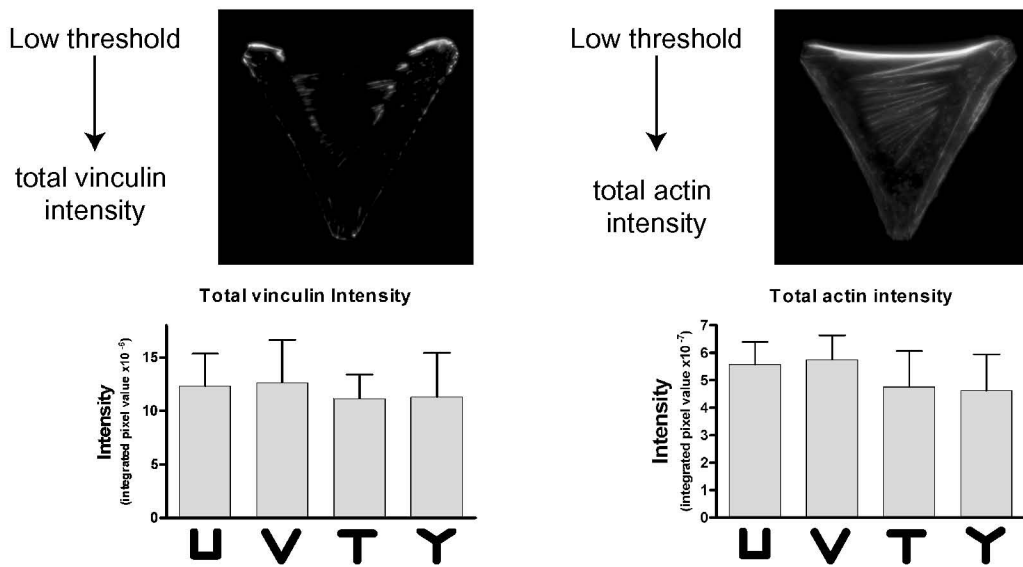 Low threshold
total vinculin
intensity
Low threshold
total actin
intensity
Total vinculin Intensity
Intensity
(integrated pixel value x10 -6)
15
10
5
0
U V T Y
Total actin intensity
Intensity
(integrated pixel value x10 -7)
7
6
5
4
3
2
1
0
U V T Y